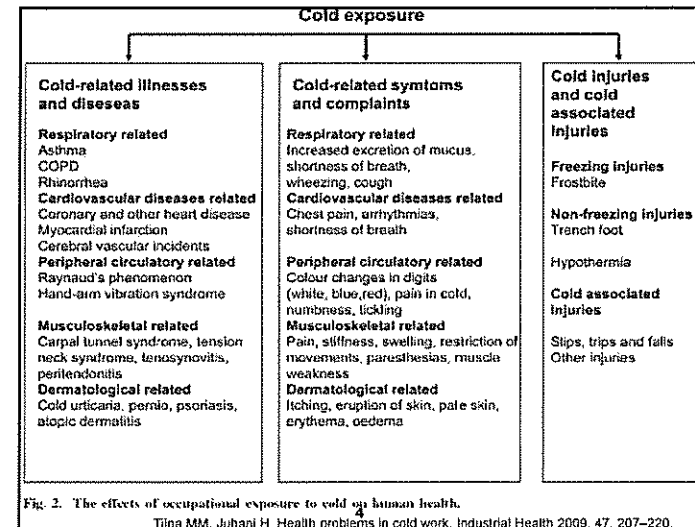 Cold exposure
Cold-related illnesses
and diseseas
Respiratory related
Asthma
COPD
Rhinorrhea
Cardiovascular diseases related
Coronary and other heart disease
Myocardial infarction
Cerebral vascular incidents
Peripheral circulatory related
Raynaud's phenomenon
Hand-arm vibration syndrome
Musculoskeletal related
Carpal tunnel syndrome, tension
neck syndrome, tenosynovitis,
peritendonitis
Dermatological related
Cold urticaria, pernio, psoriasis,
atopic dermatitis
Cold-related symtoms
and complaints
Respiratory related
Increased excretion of mucus,
shortness of breath,
wheezing, cough
Cardiovascular diseases related
Chest pain, arrhythmias,
shortness of breath
Peripheral circulatory related
Colour changes in digits
(white, blue,red), pain in cold,
numbness, tickling
Musculoskeletal related
Pain, stiffness, swelling, restriction of
movements, paresthesias, muscle
weakness
Dermatological related
Itching, eruption of skin, pale skin,
erythema, oedema
Cold injuries
and cold
associated
injuries
Freezing injuries
Frostbite
Non-freezing injuries
Trench foot
Hypothermia
Cold associated
injuries
Slips, trips and falls
Other injuries
Fig. 2. The effects of occupational exposure to cold on human health.
4
Tiina MM, Juhani H. Health problems in cold work. Industrial Health 2009, 47, 207–220.